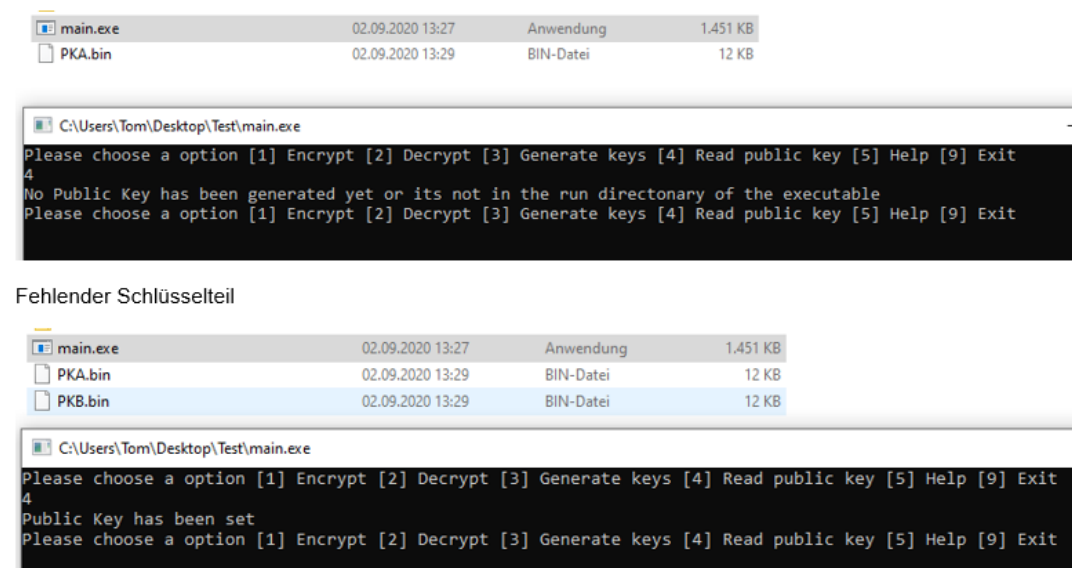 main.exe 02.09.2020 13:27 Anwendung 1.451 KB
PKA.bin 02.09.2020 13:29 BIN-Datei 12 KB
C:\Users\Tom\Desktop\Test\main.exe
Please choose a option [1] Encrypt [2] Decrypt [3] Generate keys [4] Read public key [5] Help [9] Exit
4
No Public Key has been generated yet or its not in the run directonary of the executable
Please choose a option [1] Encrypt [2] Decrypt [3] Generate keys [4] Read public key [5] Help [9] Exit
Fehlender Schlüsselteil
main.exe 02.09.2020 13:27 Anwendung 1.451 KB
PKA.bin 02.09.2020 13:29 BIN-Datei 12 KB
PKB.bin 02.09.2020 13:29 BIN-Datei 12 KB
C:\Users\Tom\Desktop\Test\main.exe
Please choose a option [1] Encrypt [2] Decrypt [3] Generate keys [4] Read public key [5] Help [9] Exit
4
Public Key has been set
Please choose a option [1] Encrypt [2] Decrypt [3] Generate keys [4] Read public key [5] Help [9] Exit